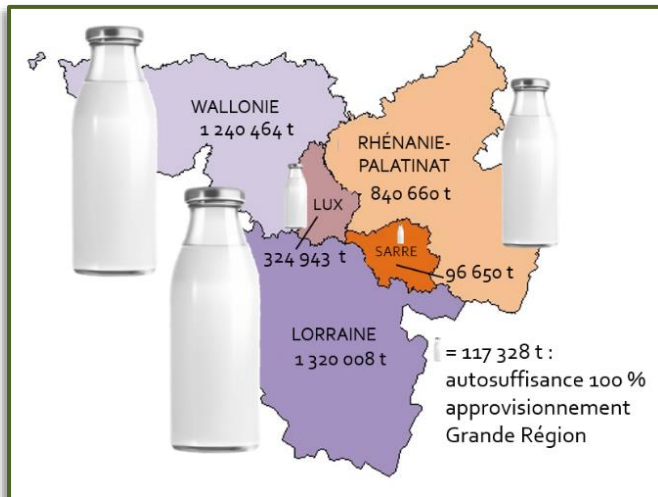 WALLONIE
1 240 464 t
RHÉNANIE-
PALATINAT
840 660 t
LUX
324 943 t
SARRE
96 650 t
LORRAINE
1 320 008 t
= 117 328 t :
autosuffisance 100 %
approvisionnement
Grande Région